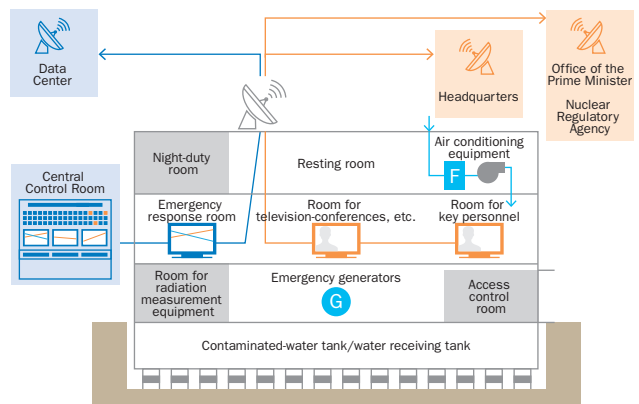 Data
Center
Headquarters
Office of the
Prime Minister
Nuclear
Regulatory
Agency
Night-duty
room
Resting room
Air conditioning
equipment
F
Central
Control Room
Emergency
response room
Room for
television-conferences, etc.
Room for
key personnel
Room for
radiation
measurement
equipment
Emergency generators
G
Access
control
room
Contaminated-water tank/water receiving tank